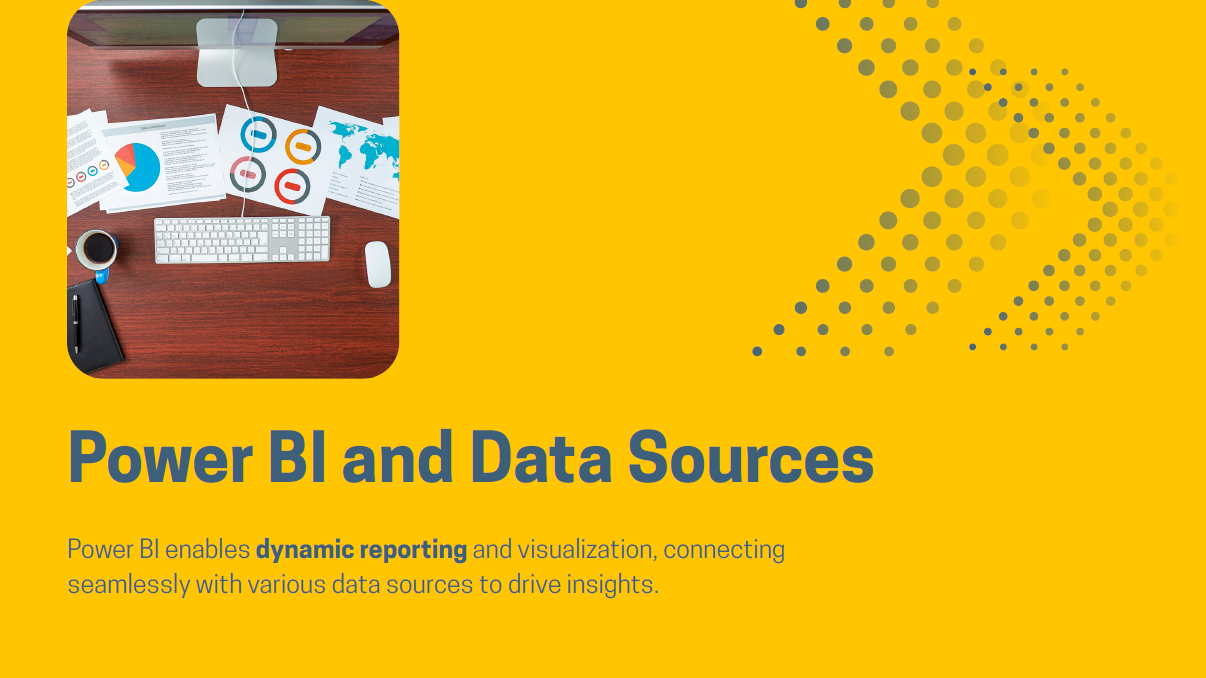 Power BI and Data Sources
Power BI enables dynamic reporting and visualization, connecting
seamlessly with various data sources to drive insights.